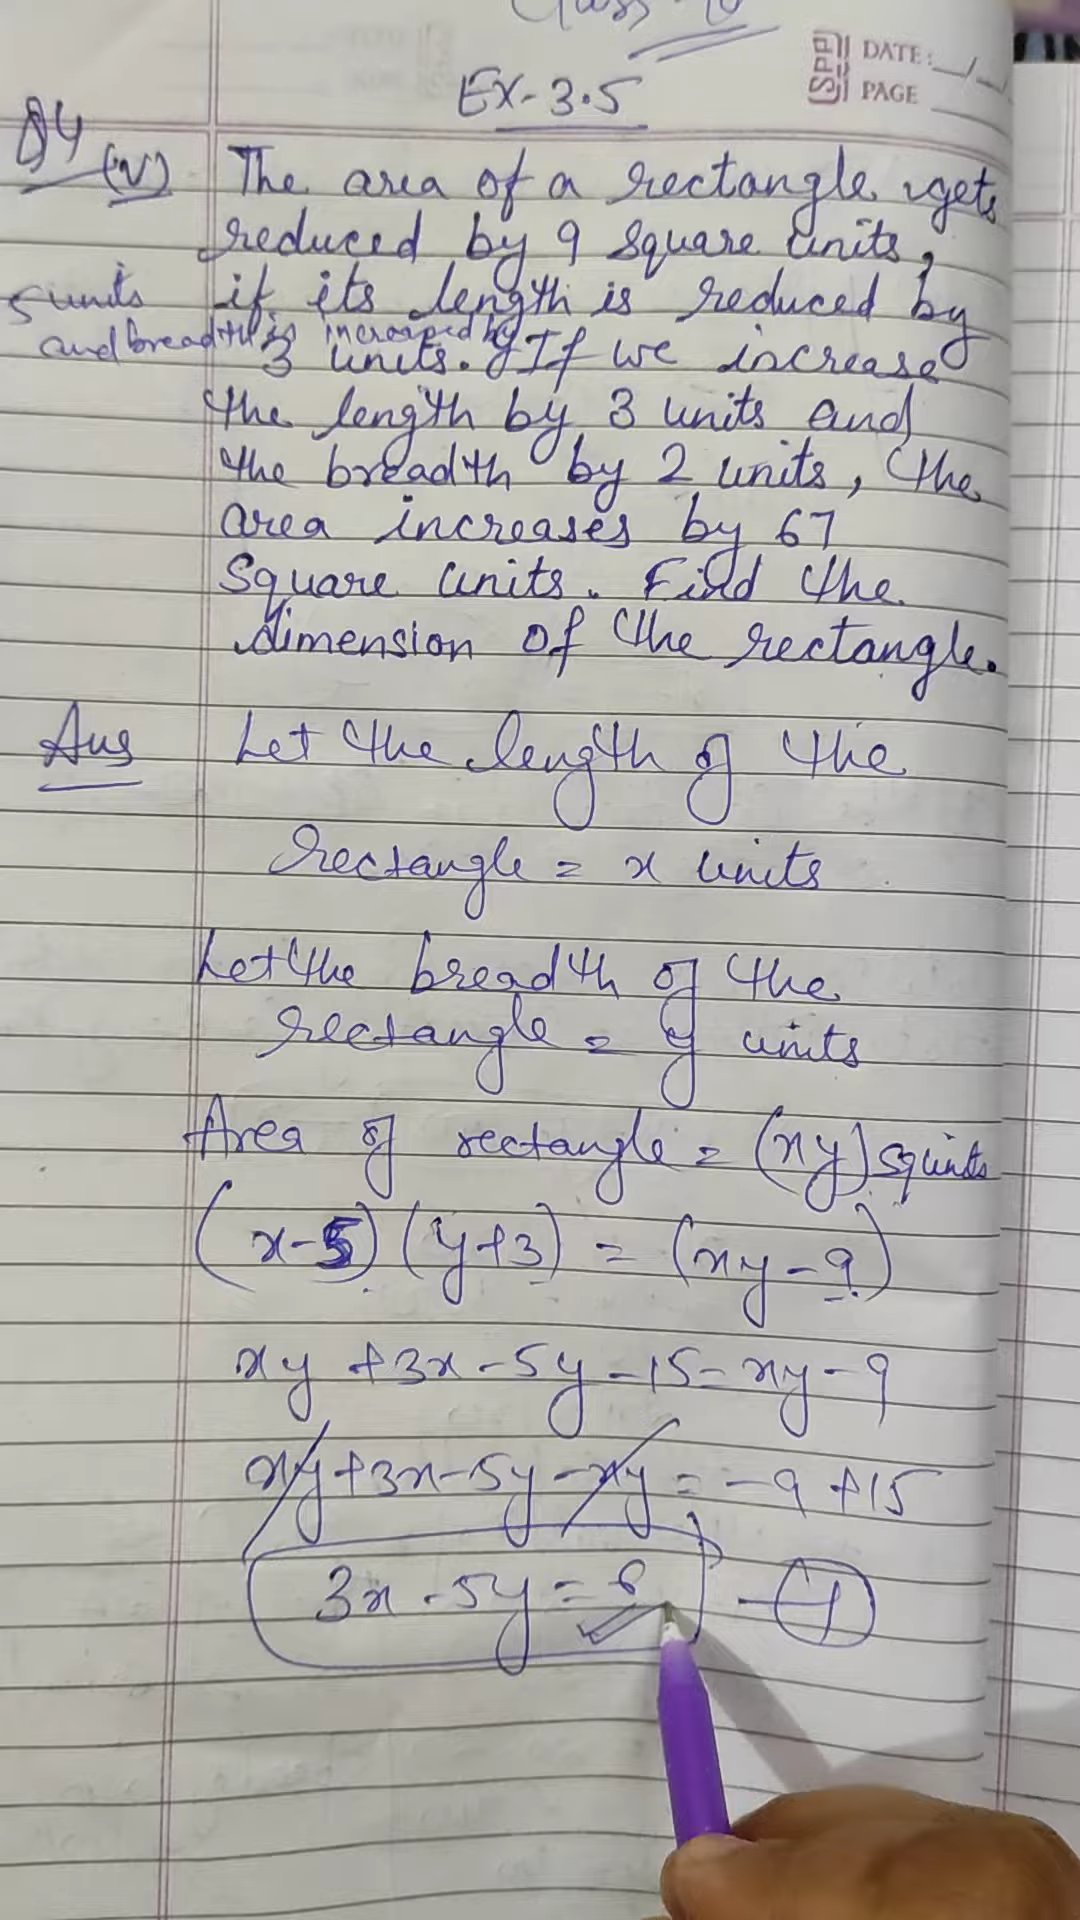 Class-10
EX-3.5
SPP DATE:
PAGE
Q4
(v) The area of a rectangle gets
reduced by 9 square units,
if its length is reduced by
5 units
and breadth is increased by
3 units. If we increase
the length by 3 units and
the breadth by 2 units, the
area increases by 67
square units. Find the
dimension of the rectangle.
Ans Let the length of the
rectangle = x units
Let the breadth of the
rectangle = y units
Area of rectangle = (xy) sq units
(x-5) (y+3) = (xy-9)
xy +3x-5y-15=xy-9
xy+3x-5y-xy = -9+15
3x-5y=6 -1